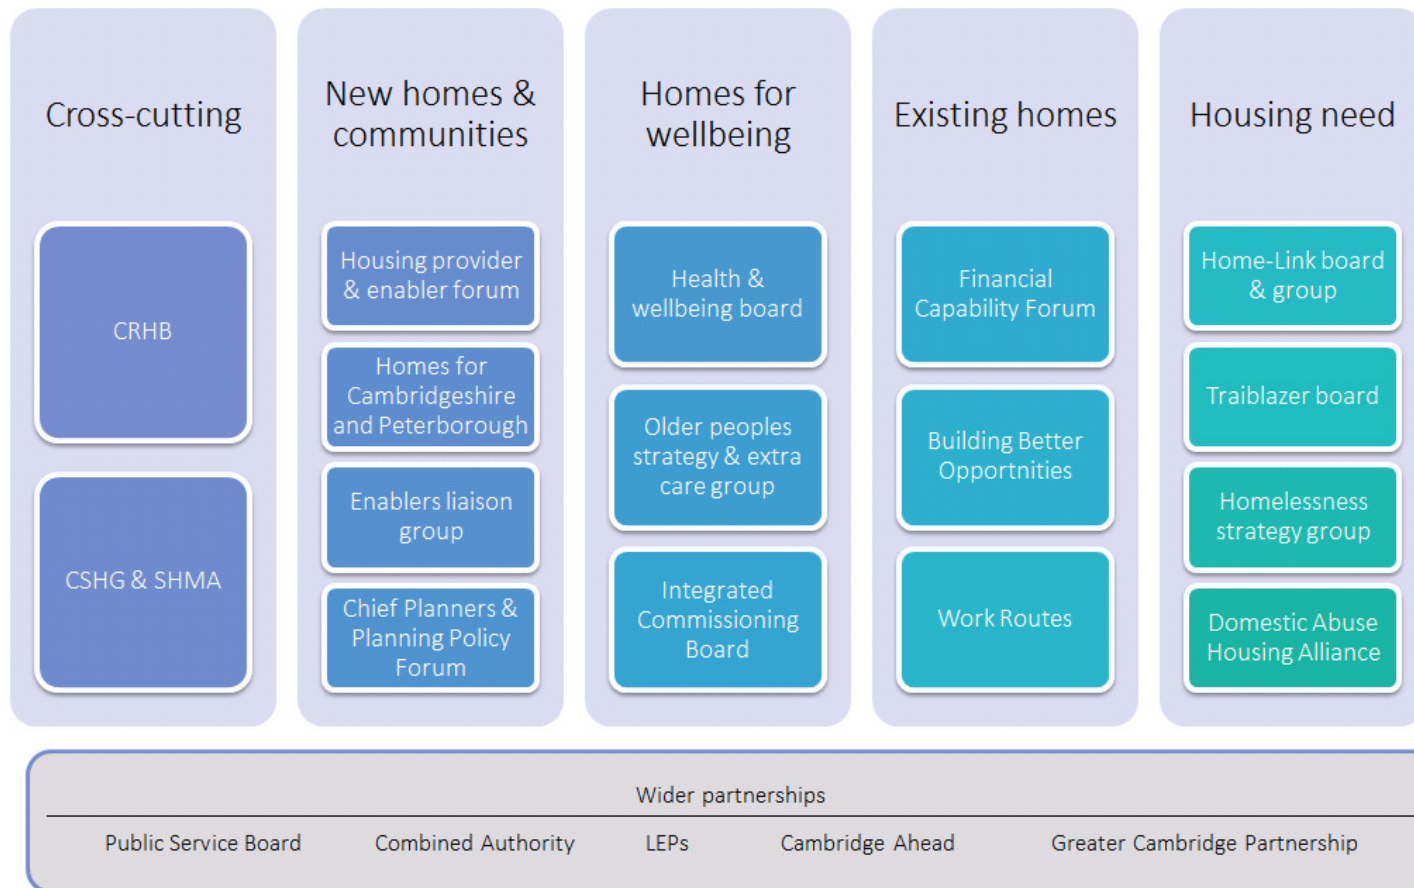 Cross-cutting
CRHB
CSHG & SHMA
New homes &
communities
Housing provider
& enabler forum
Homes for
Cambridgeshire
and Peterborough
Enablers liaison
group
Chief Planners &
Planning Policy
Forum
Homes for
wellbeing
Health &
wellbeing board
Older peoples
strategy & extra
care group
Integrated
Commissioning
Board
Existing homes
Financial
Capability Forum
Building Better
Opportnities
Work Routes
Housing need
Home-Link board
& group
Traiblazer board
Homelessness
strategy group
Domestic Abuse
Housing Alliance
Wider partnerships
Public Service Board
Combined Authority
LEPs
Cambridge Ahead
Greater Cambridge Partnership